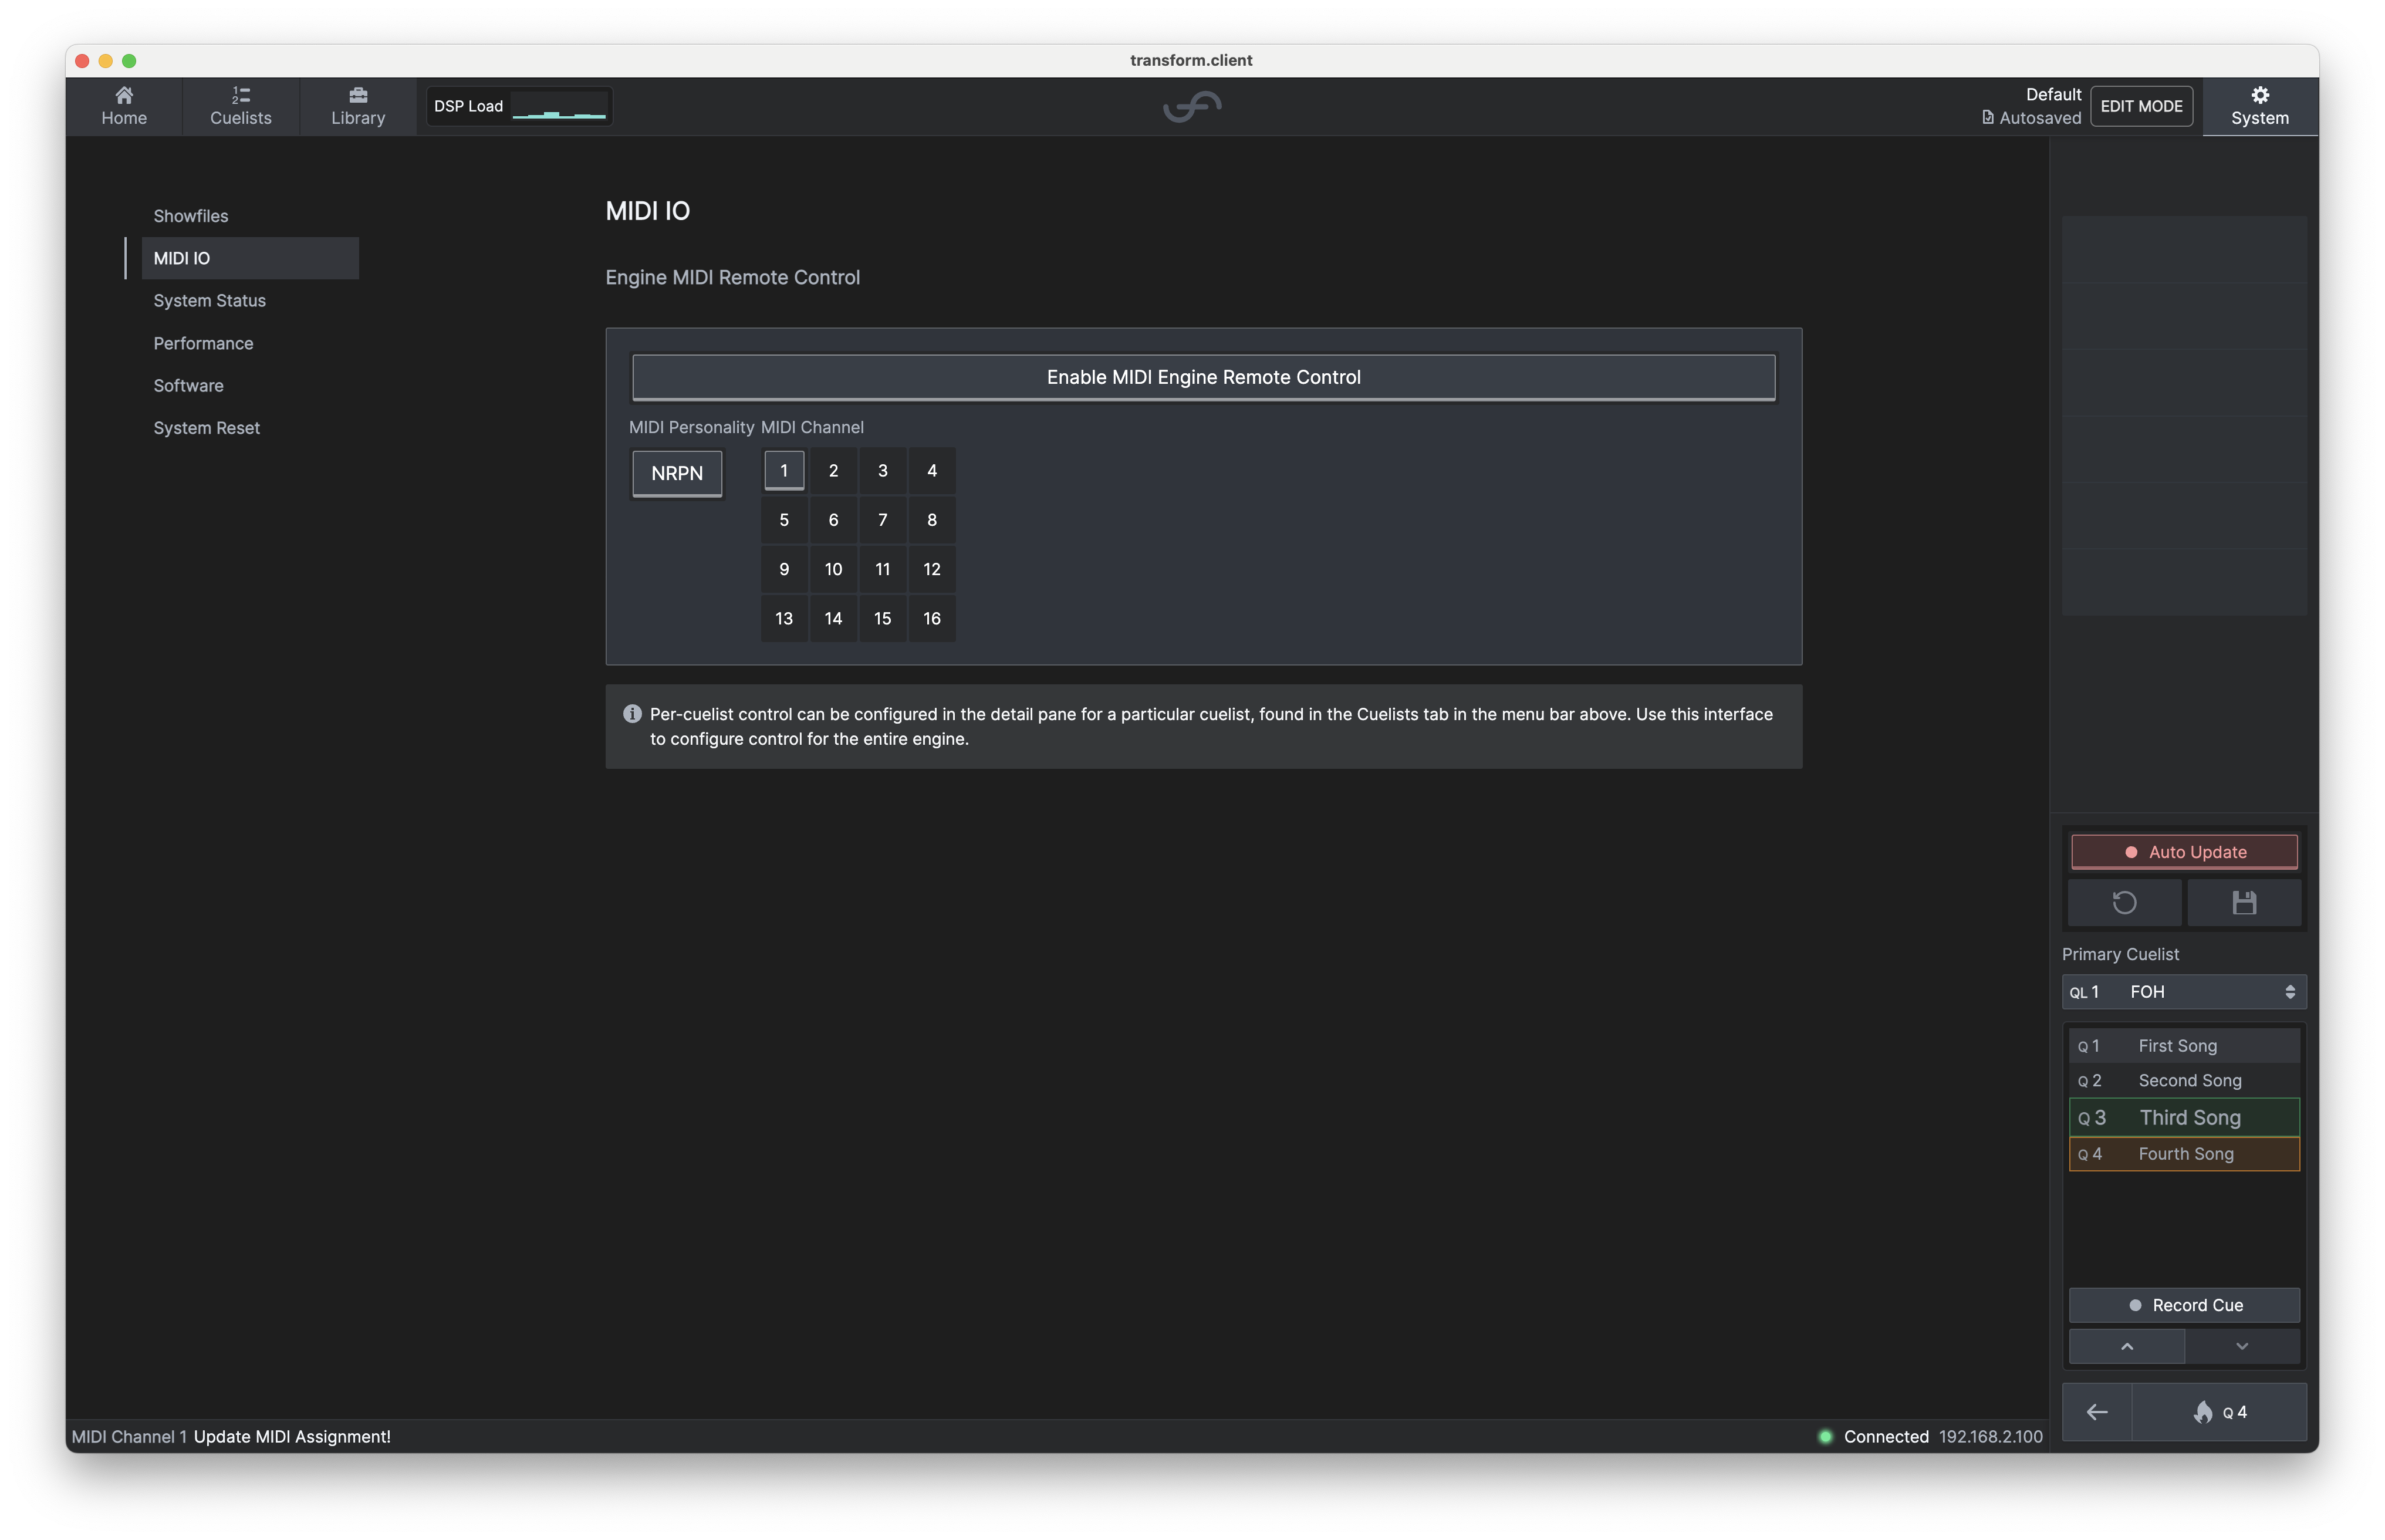 transform.client
Home
Cuelists
Library
DSP Load
Default
Autosaved
EDIT MODE
System
Showfiles
MIDI IO
System Status
Performance
Software
System Reset
MIDI IO
Engine MIDI Remote Control
Enable MIDI Engine Remote Control
MIDI Personality MIDI Channel
NRPN
1 2 3 4
5 6 7 8
9 10 11 12
13 14 15 16
Per-cuelist control can be configured in the detail pane for a particular cuelist, found in the Cuelists tab in the menu bar above. Use this interface
to configure control for the entire engine.
Auto Update
Primary Cuelist
QL 1 FOH
Q 1 First Song
Q 2 Second Song
Q 3 Third Song
Q 4 Fourth Song
Record Cue
Q 4
MIDI Channel 1 Update MIDI Assignment!
Connected 192.168.2.100